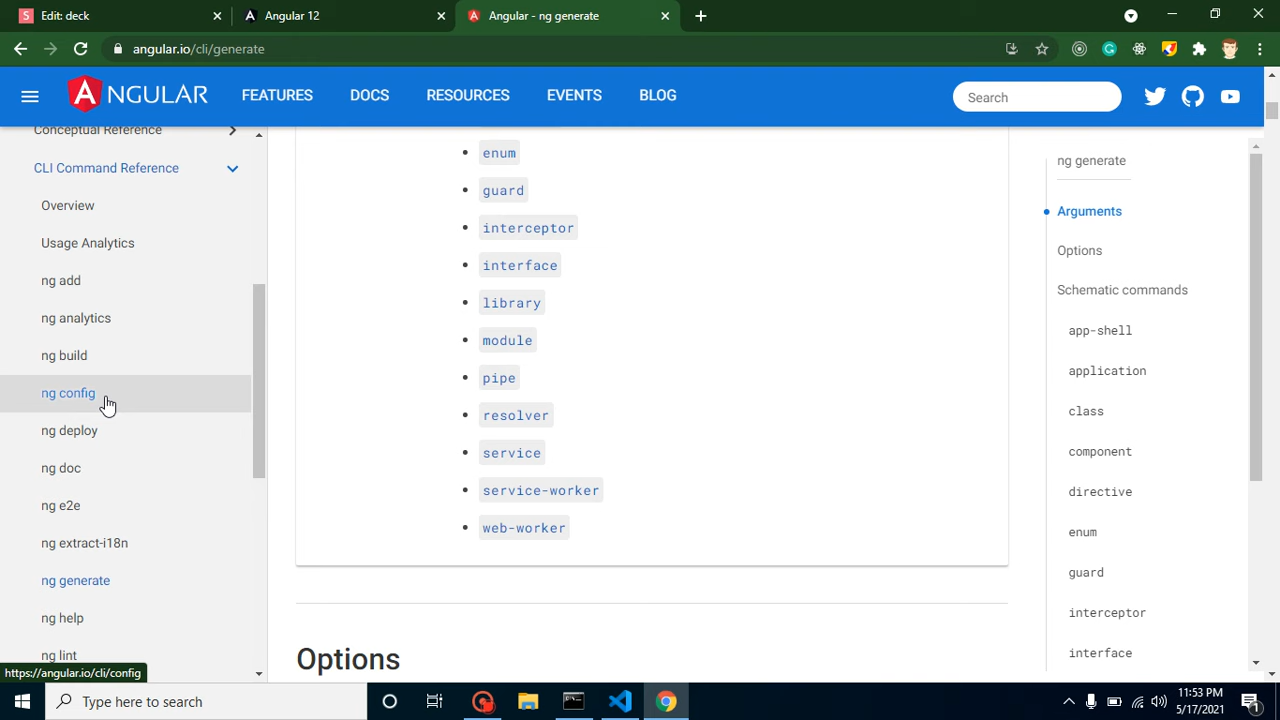 Edit: deck
Angular 12
Angular - ng generate
angular.io/cli/generate
ANGULAR
FEATURES
DOCS
RESOURCES
EVENTS
BLOG
Search
Conceptual Reference
CLI Command Reference
Overview
Usage Analytics
ng add
ng analytics
ng build
ng config
ng deploy
ng doc
ng e2e
ng extract-i18n
ng generate
ng help
ng lint
https://angular.io/cli/config
enum
guard
interceptor
interface
library
module
pipe
resolver
service
service-worker
web-worker
Options
ng generate
Arguments
Options
Schematic commands
app-shell
application
class
component
directive
enum
guard
interceptor
interface
Type here to search
11:53 PM
5/17/2021
1